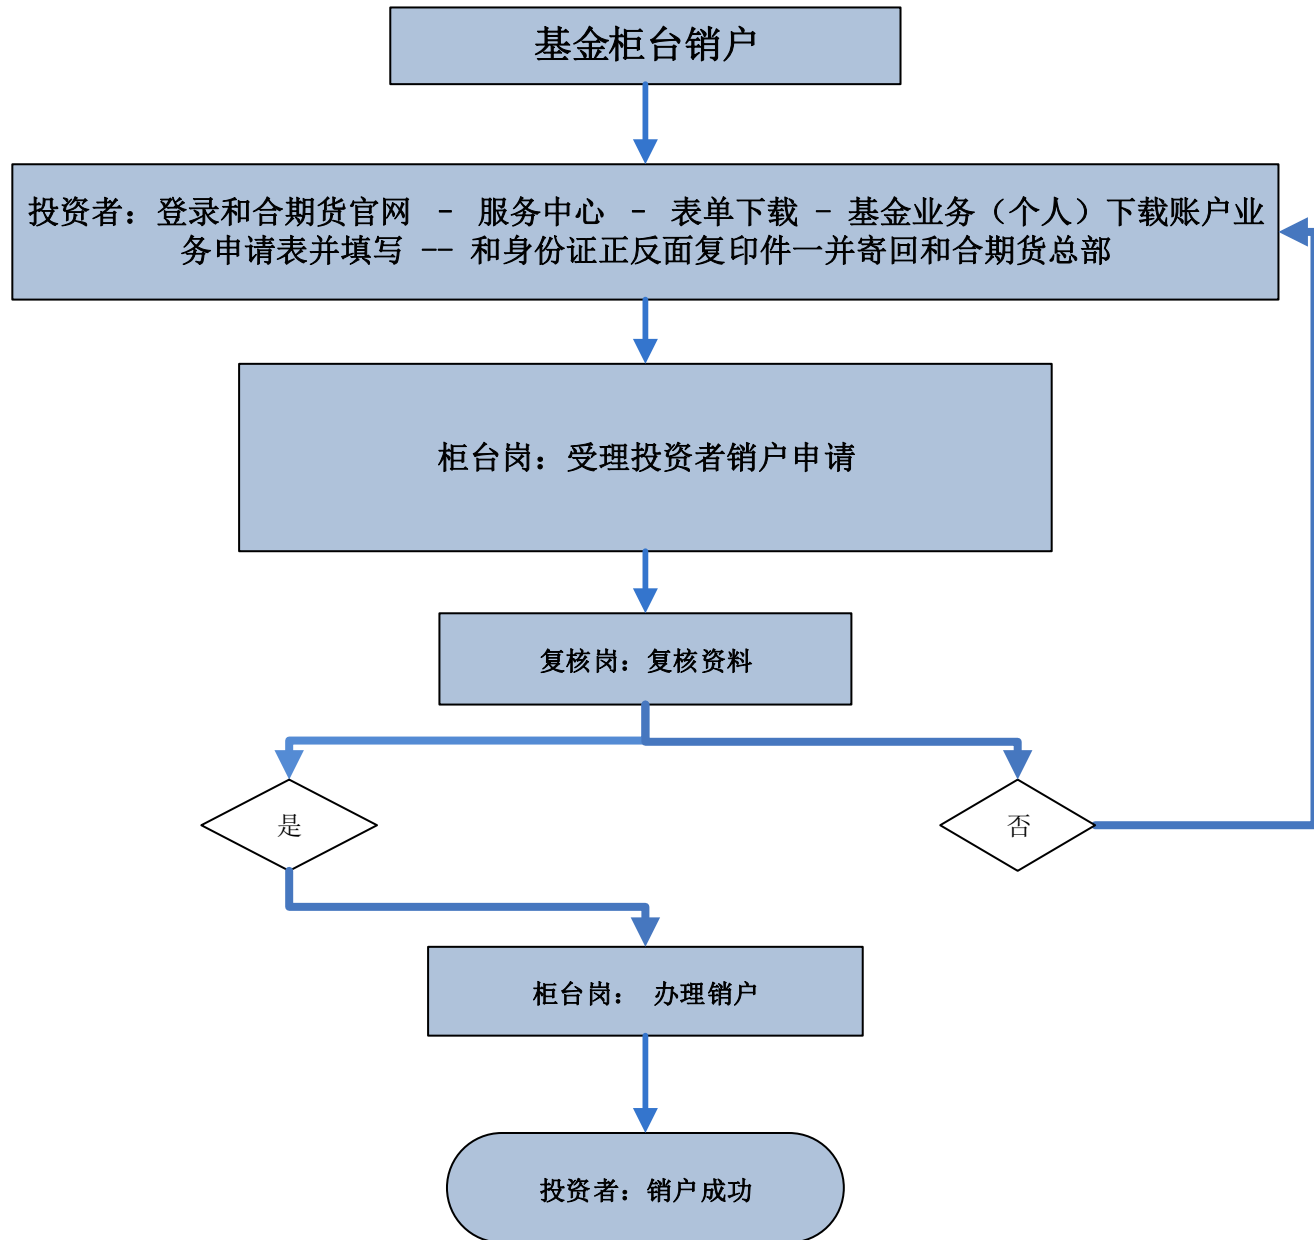 基金柜台销户
投资者：登录和合期货官网 - 服务中心 - 表单下载 - 基金业务（个人）下载账户业
务申请表并填写 -- 和身份证正反面复印件一并寄回和合期货总部
柜台岗：受理投资者销户申请
复核岗：复核资料
是
否
柜台岗： 办理销户
投资者：销户成功